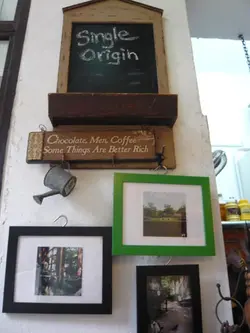 Single
Origin
Chocolate, Men, Coffee
Some Things Are Better Rich